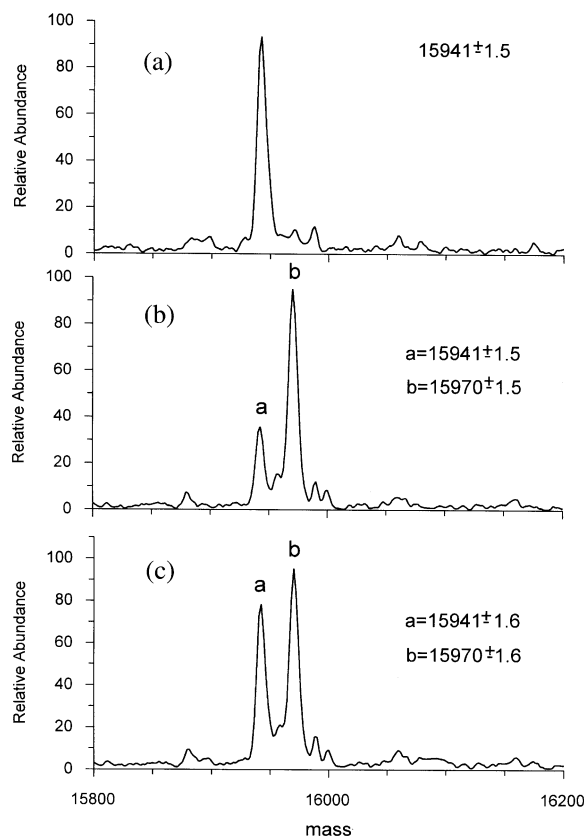 100
80
60
40
20
0
Relative Abundance
(a)
15941±1.5
100
80
60
40
20
0
Relative Abundance
(b)
a
b
a=15941±1.5
b=15970±1.5
100
80
60
40
20
0
Relative Abundance
(c)
a
b
a=15941±1.6
b=15970±1.6
15800
16000
16200
mass